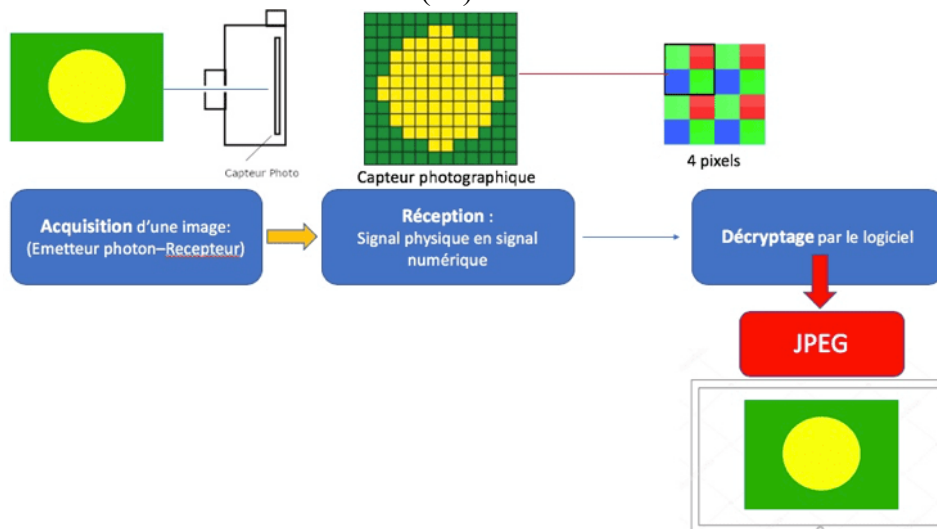 Capteur Photo
Capteur photographique
4 pixels
Acquisition d'une image:
(Emetteur photon–Recepteur)
Réception :
Signal physique en signal
numérique
Décryptage par le logiciel
JPEG